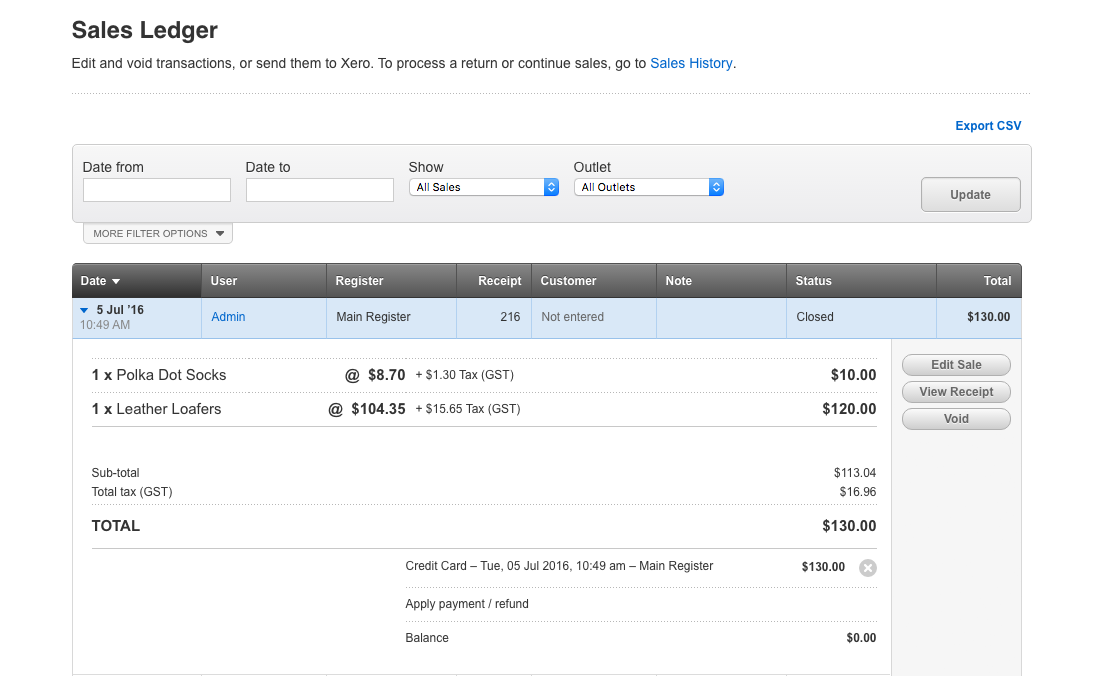 Sales Ledger
Edit and void transactions, or send them to Xero. To process a return or continue sales, go to Sales History.
Export CSV
Date from Date to Show Outlet
All Sales All Outlets
Update
MORE FILTER OPTIONS
Date User Register Receipt Customer Note Status Total
5 Jul '16
10:49 AM
Admin Main Register 216 Not entered Closed $130.00
1 x Polka Dot Socks @ $8.70 + $1.30 Tax (GST) $10.00
1 x Leather Loafers @ $104.35 + $15.65 Tax (GST) $120.00
Edit Sale
View Receipt
Void
Sub-total $113.04
Total tax (GST) $16.96
TOTAL $130.00
Credit Card – Tue, 05 Jul 2016, 10:49 am – Main Register $130.00
Apply payment / refund
Balance $0.00